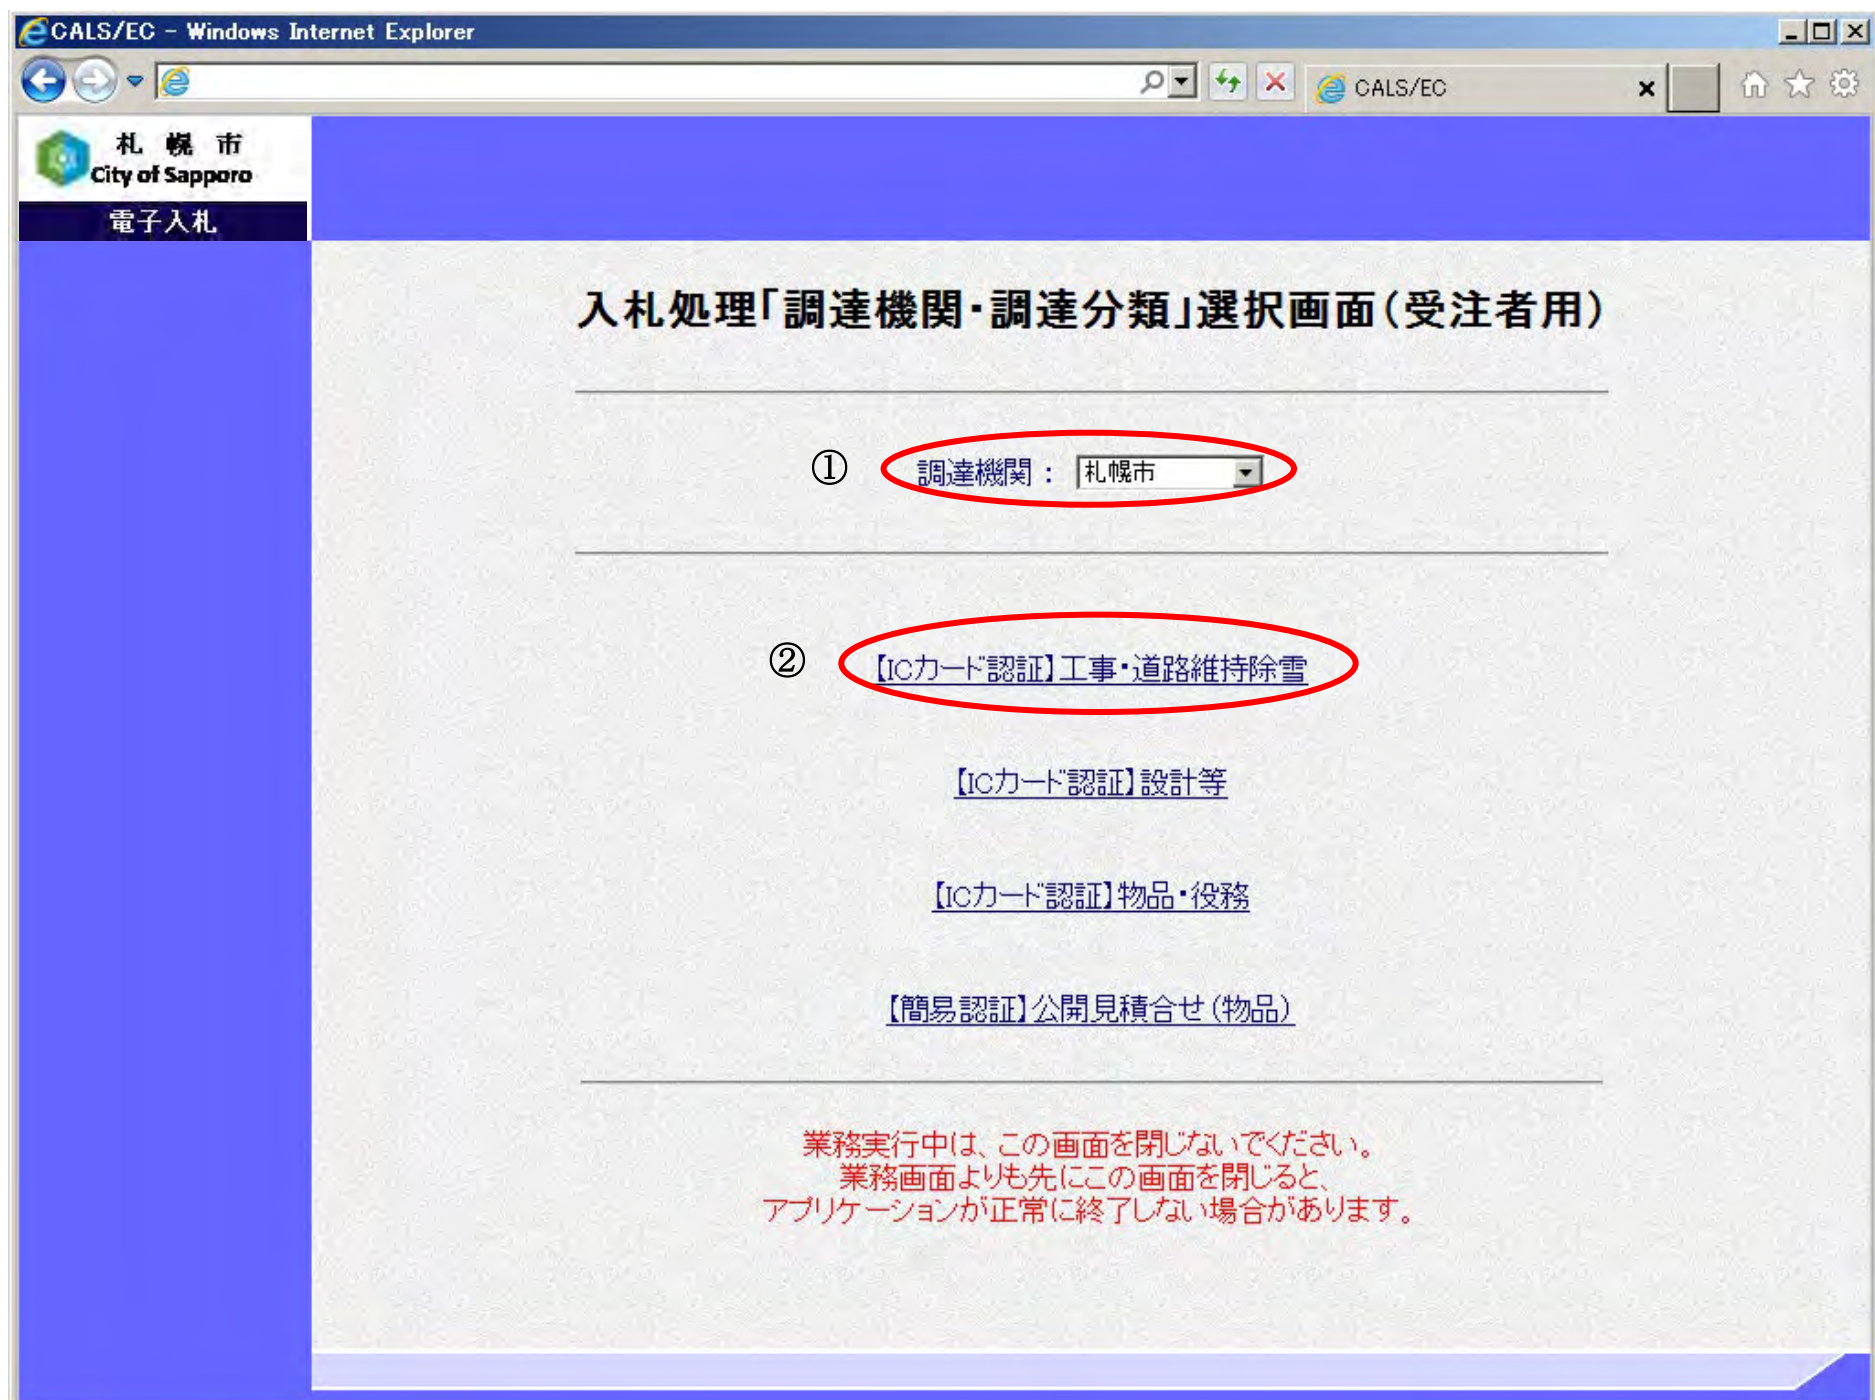 CALS/EC - Windows Internet Explorer
CALS/EC
札幌市
City of Sapporo
電子入札
入札処理「調達機関・調達分類」選択画面(受注者用)
① 調達機関： 札幌市
② 【ICカード認証】工事・道路維持除雪
【ICカード認証】設計等
【ICカード認証】物品・役務
【簡易認証】公開見積合せ(物品)
業務実行中は、この画面を閉じないでください。
業務画面よりも先にこの画面を閉じると、
アプリケーションが正常に終了しない場合があります。